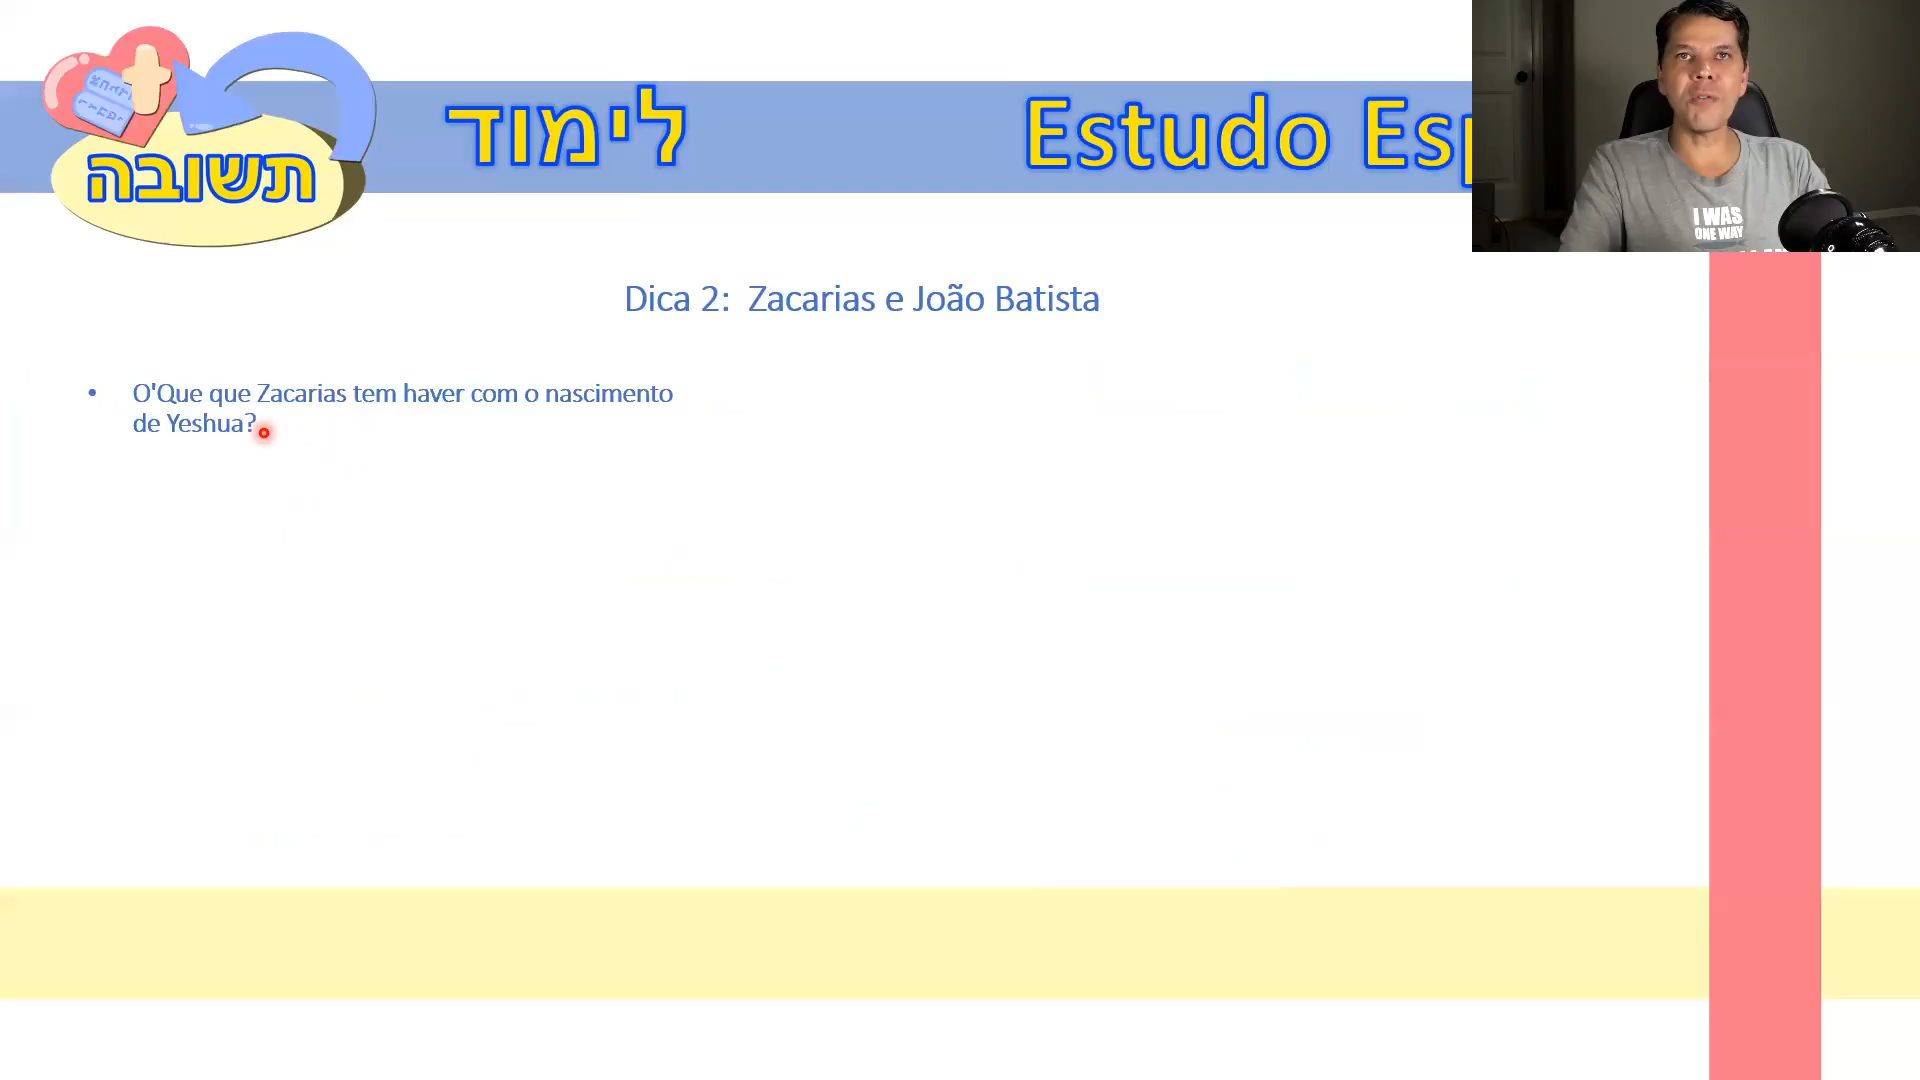 תשובה
לימוד
Estudo Es
I WAS
ONE WAY
Dica 2: Zacarias e João Batista
• O'Que que Zacarias tem haver com o nascimento
de Yeshua?